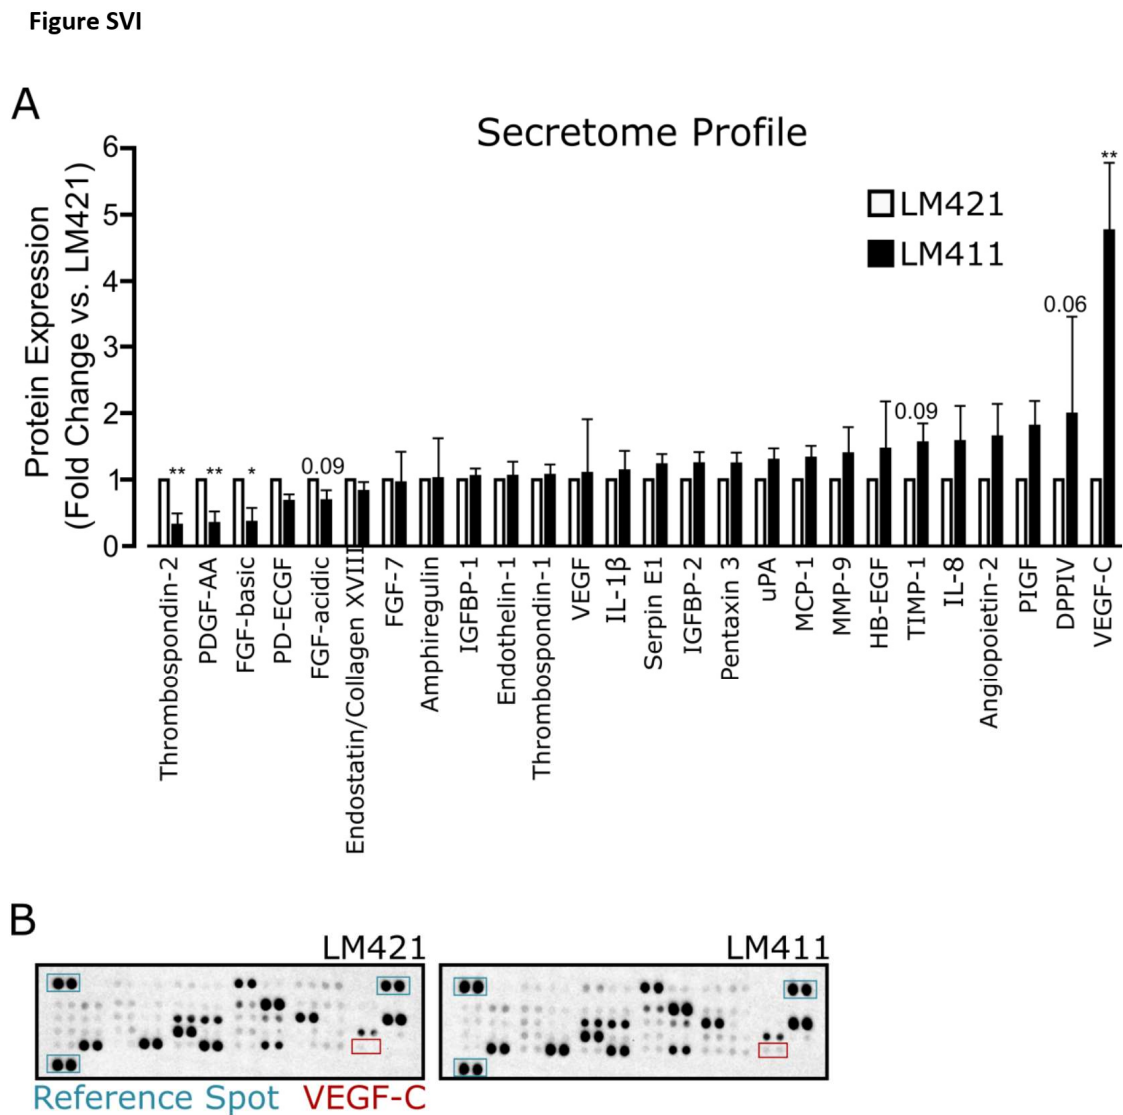 Figure SVI
A
Secretome Profile
Protein Expression
(Fold Change vs. LM421)
6
5
4
3
2
1
0
LM421
LM411
**
**
*
0.09
0.09
0.06
**
Thrombospondin-2
PDGF-AA
FGF-basic
PD-ECGF
FGF-acidic
Endostatin/Collagen XVIII
FGF-7
Amphiregulin
IGFBP-1
Endothelin-1
Thrombospondin-1
VEGF
IL-1β
Serpin E1
IGFBP-2
Pentaxin 3
uPA
MCP-1
MMP-9
HB-EGF
TIMP-1
IL-8
Angiopoietin-2
PIGF
DPPIV
VEGF-C
B
LM421
LM411
Reference Spot VEGF-C